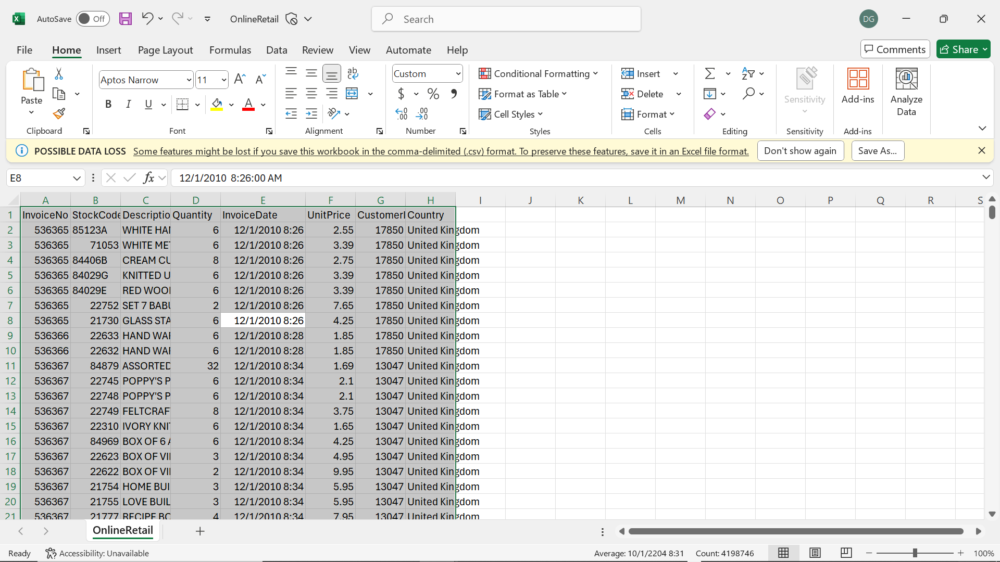 AutoSave Off OnlineRetail Search DG
File Home Insert Page Layout Formulas Data Review View Automate Help Comments Share
Paste Aptos Narrow 11 ab Custom Conditional Formatting Insert Sensitivity Add-ins Analyze Data
B I U A $ % Format as Table Delete
Cell Styles Format
Clipboard Font Alignment Number Styles Cells Editing Sensitivity Add-ins
POSSIBLE DATA LOSS Some features might be lost if you save this workbook in the comma-delimited (.csv) format. To preserve these features, save it in an Excel file format. Don't show again Save As...
E8 fx 12/1/2010 8:26:00 AM
A B C D E F G H I J K L M N O P Q R S
1 InvoiceNo StockCode Descriptio Quantity InvoiceDate UnitPrice CustomerI Country
2 536365 85123A WHITE HAN 6 12/1/2010 8:26 2.55 17850 United Kingdom
3 536365 71053 WHITE MET 6 12/1/2010 8:26 3.39 17850 United Kingdom
4 536365 84406B CREAM CU 8 12/1/2010 8:26 2.75 17850 United Kingdom
5 536365 84029G KNITTED U 6 12/1/2010 8:26 3.39 17850 United Kingdom
6 536365 84029E RED WOOL 6 12/1/2010 8:26 3.39 17850 United Kingdom
7 536365 22752 SET 7 BABU 2 12/1/2010 8:26 7.65 17850 United Kingdom
8 536365 21730 GLASS STA 6 12/1/2010 8:26 4.25 17850 United Kingdom
9 536366 22633 HAND WAR 6 12/1/2010 8:28 1.85 17850 United Kingdom
10 536366 22632 HAND WAR 6 12/1/2010 8:28 1.85 17850 United Kingdom
11 536367 84879 ASSORTED 32 12/1/2010 8:34 1.69 13047 United Kingdom
12 536367 22745 POPPY'S P 6 12/1/2010 8:34 2.1 13047 United Kingdom
13 536367 22748 POPPY'S P 6 12/1/2010 8:34 2.1 13047 United Kingdom
14 536367 22749 FELTCRAF 8 12/1/2010 8:34 3.75 13047 United Kingdom
15 536367 22310 IVORY KNIT 6 12/1/2010 8:34 1.65 13047 United Kingdom
16 536367 84969 BOX OF 6 A 6 12/1/2010 8:34 4.25 13047 United Kingdom
17 536367 22623 BOX OF VIN 3 12/1/2010 8:34 4.95 13047 United Kingdom
18 536367 22622 BOX OF VIN 2 12/1/2010 8:34 9.95 13047 United Kingdom
19 536367 21754 HOME BUI 3 12/1/2010 8:34 5.95 13047 United Kingdom
20 536367 21755 LOVE BUIL 3 12/1/2010 8:34 5.95 13047 United Kingdom
21 536367 21777 RECIPE BO 4 12/1/2010 8:34 7.95 13047 United Kingdom
OnlineRetail
Ready Accessibility: Unavailable Average: 10/1/2204 8:31 Count: 4198746 100%